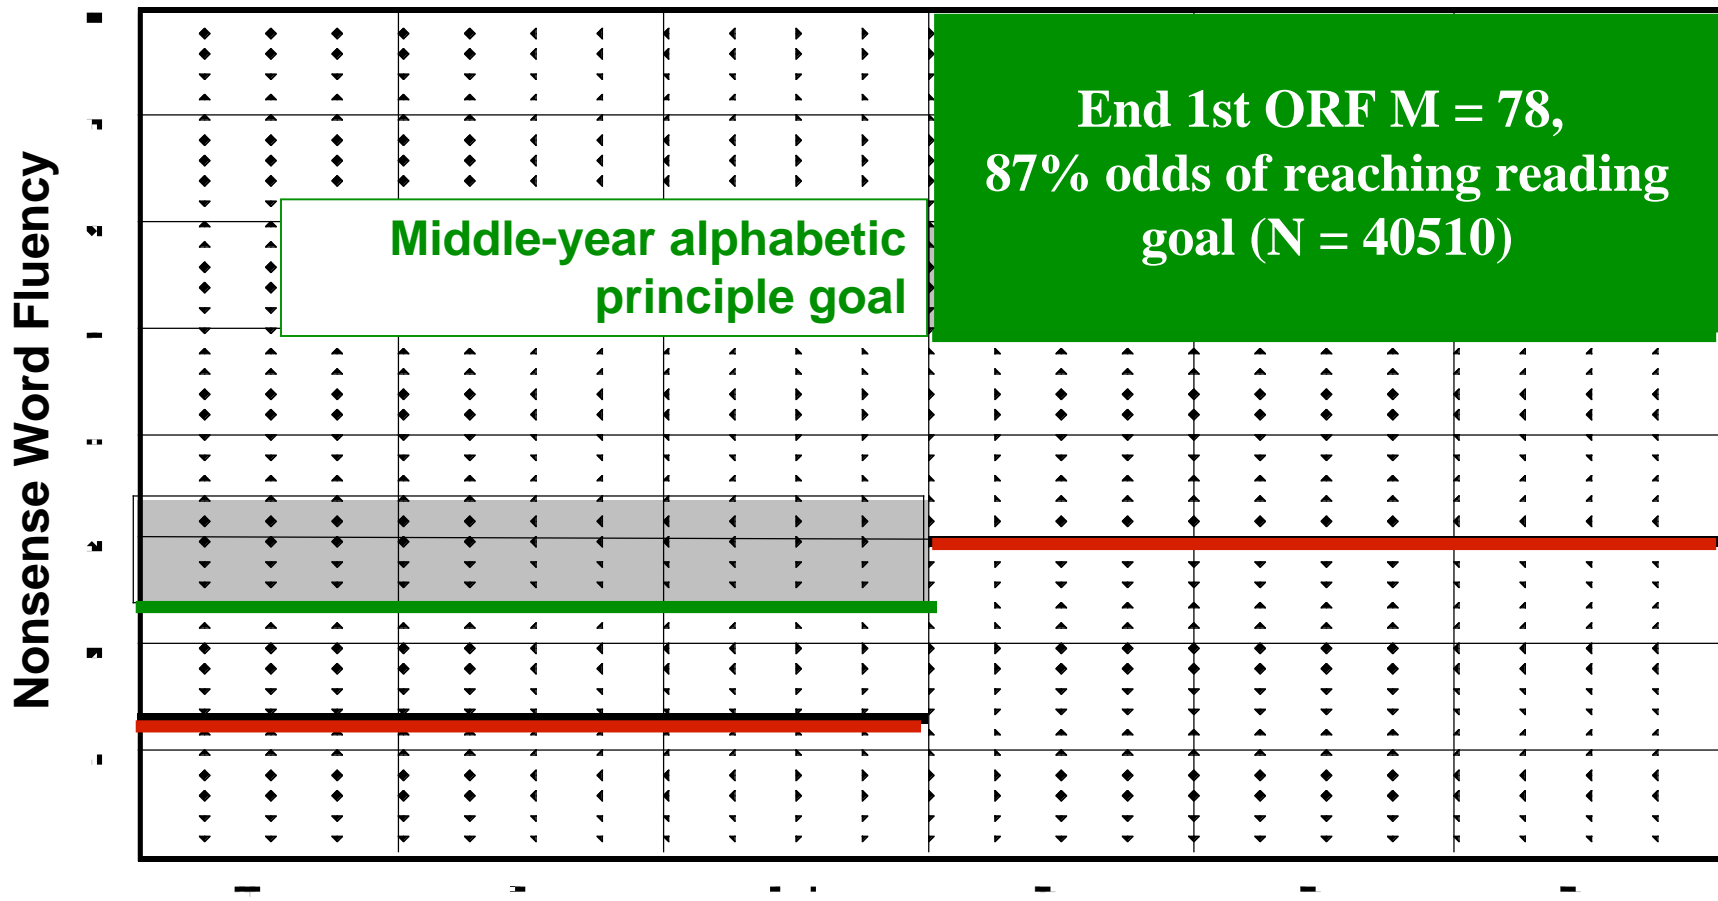 Nonsense Word Fluency
End 1st ORF M = 78,
87% odds of reaching reading
goal (N = 40510)
Middle-year alphabetic
principle goal